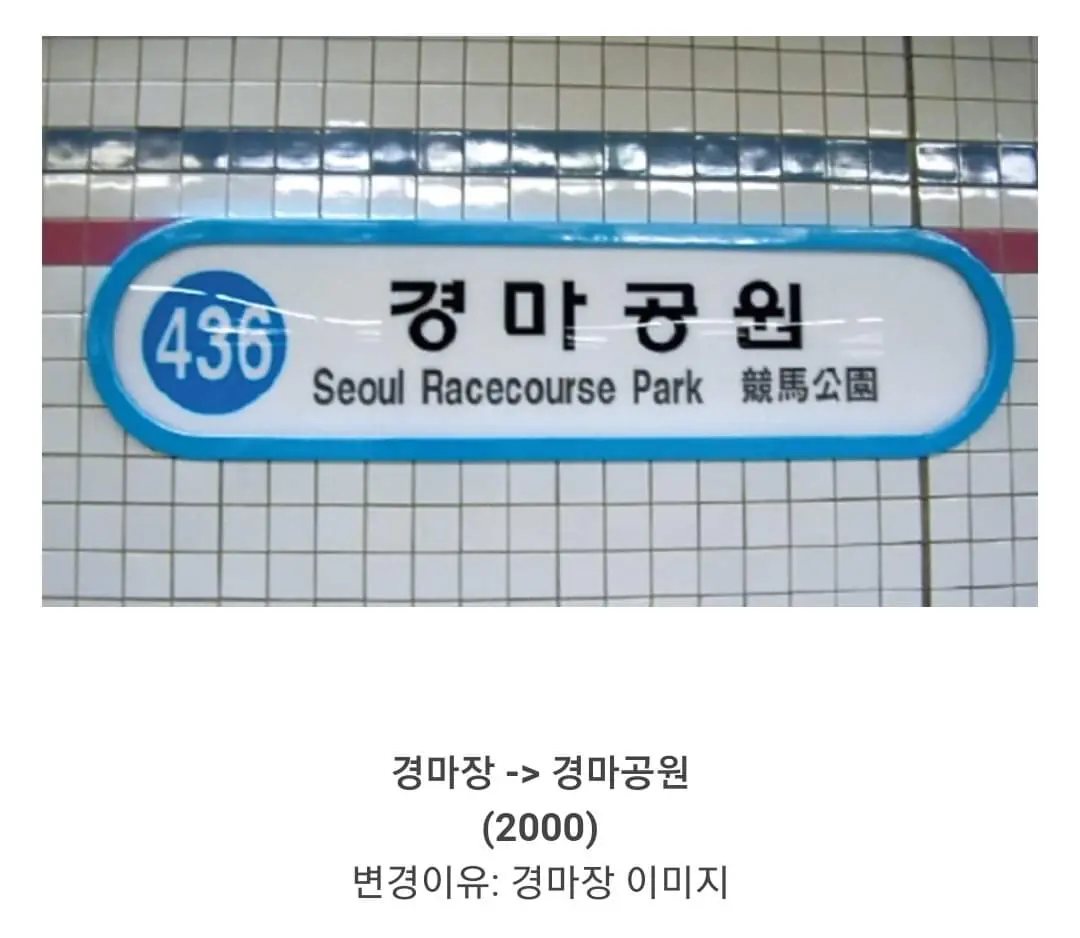 436
경마공원
Seoul Racecourse Park 競馬公園
경마장 -> 경마공원
(2000)
변경이유: 경마장 이미지